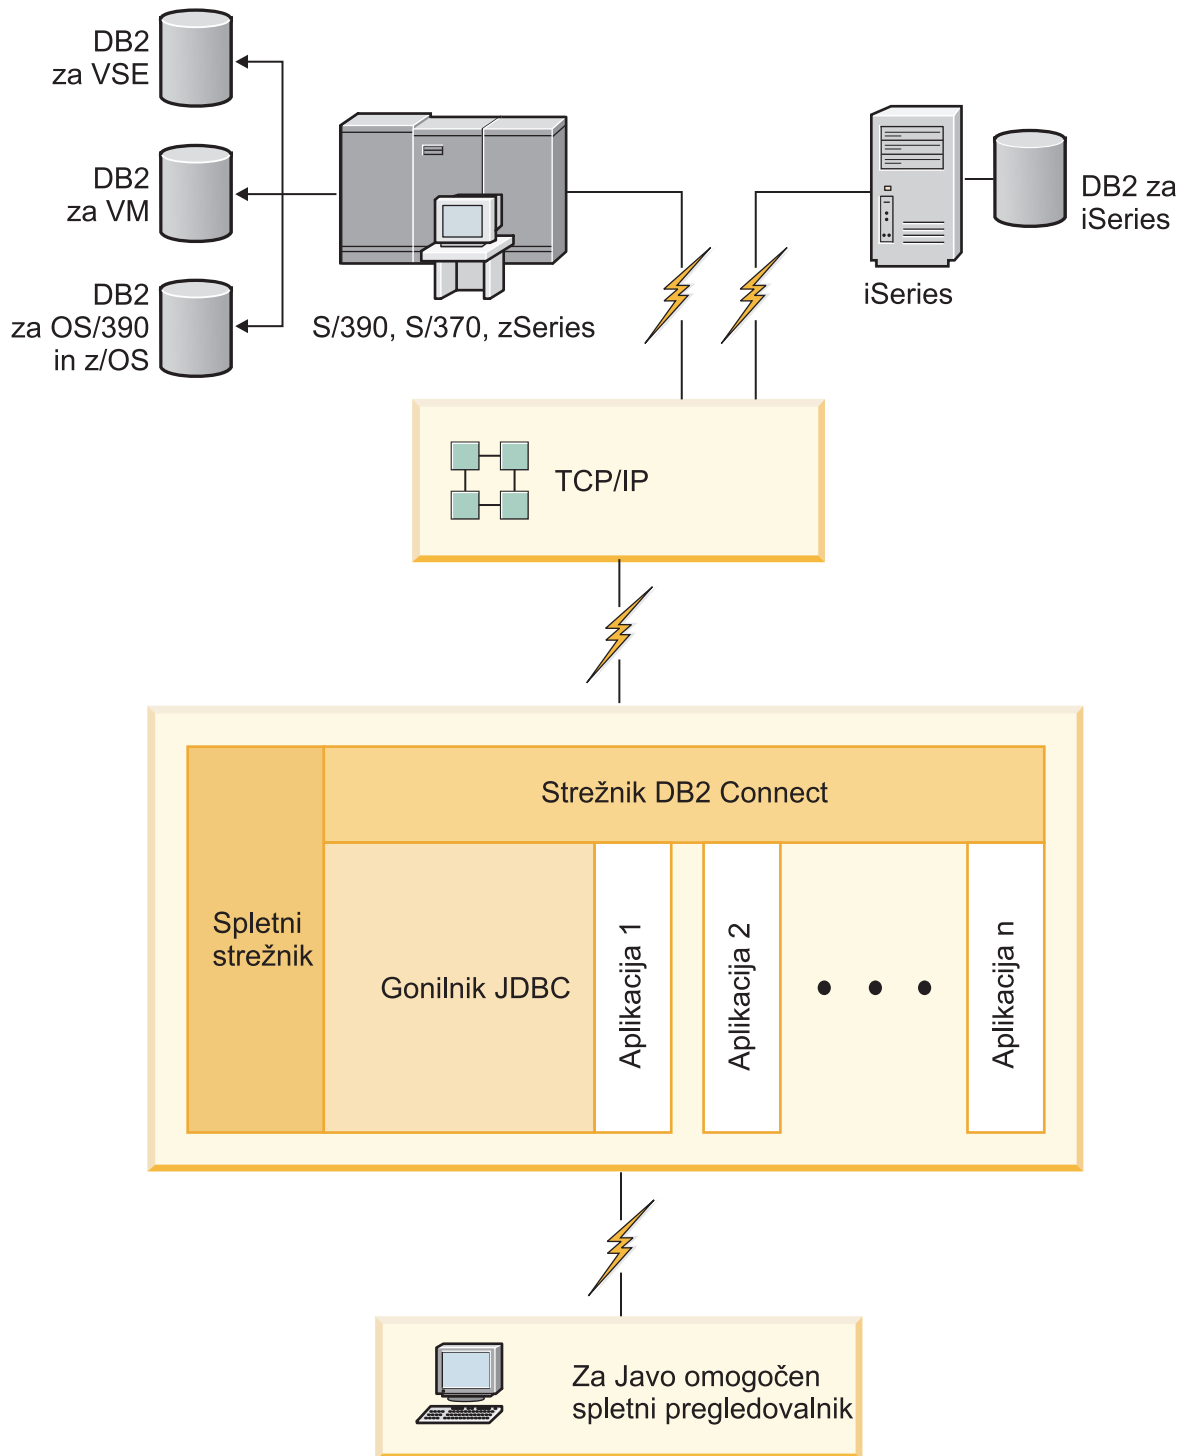 DB2
za VSE
DB2
za VM
DB2
za OS/390
in z/OS
S/390, S/370, zSeries
iSeries
DB2 za
iSeries
TCP/IP
Strežnik DB2 Connect
Spletni
strežnik
Gonilnik JDBC
Aplikacija 1
Aplikacija 2
Aplikacija n
Za Javo omogočen
spletni pregledovalnik